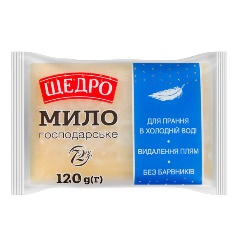 ЩЕДРО
МИЛО
господарське
72%
120 g(г)
ДЛЯ ПРАННЯ
В ХОЛОДНІЙ ВОДІ
ВИДАЛЕННЯ ПЛЯМ
БЕЗ БАРВНИКІВ